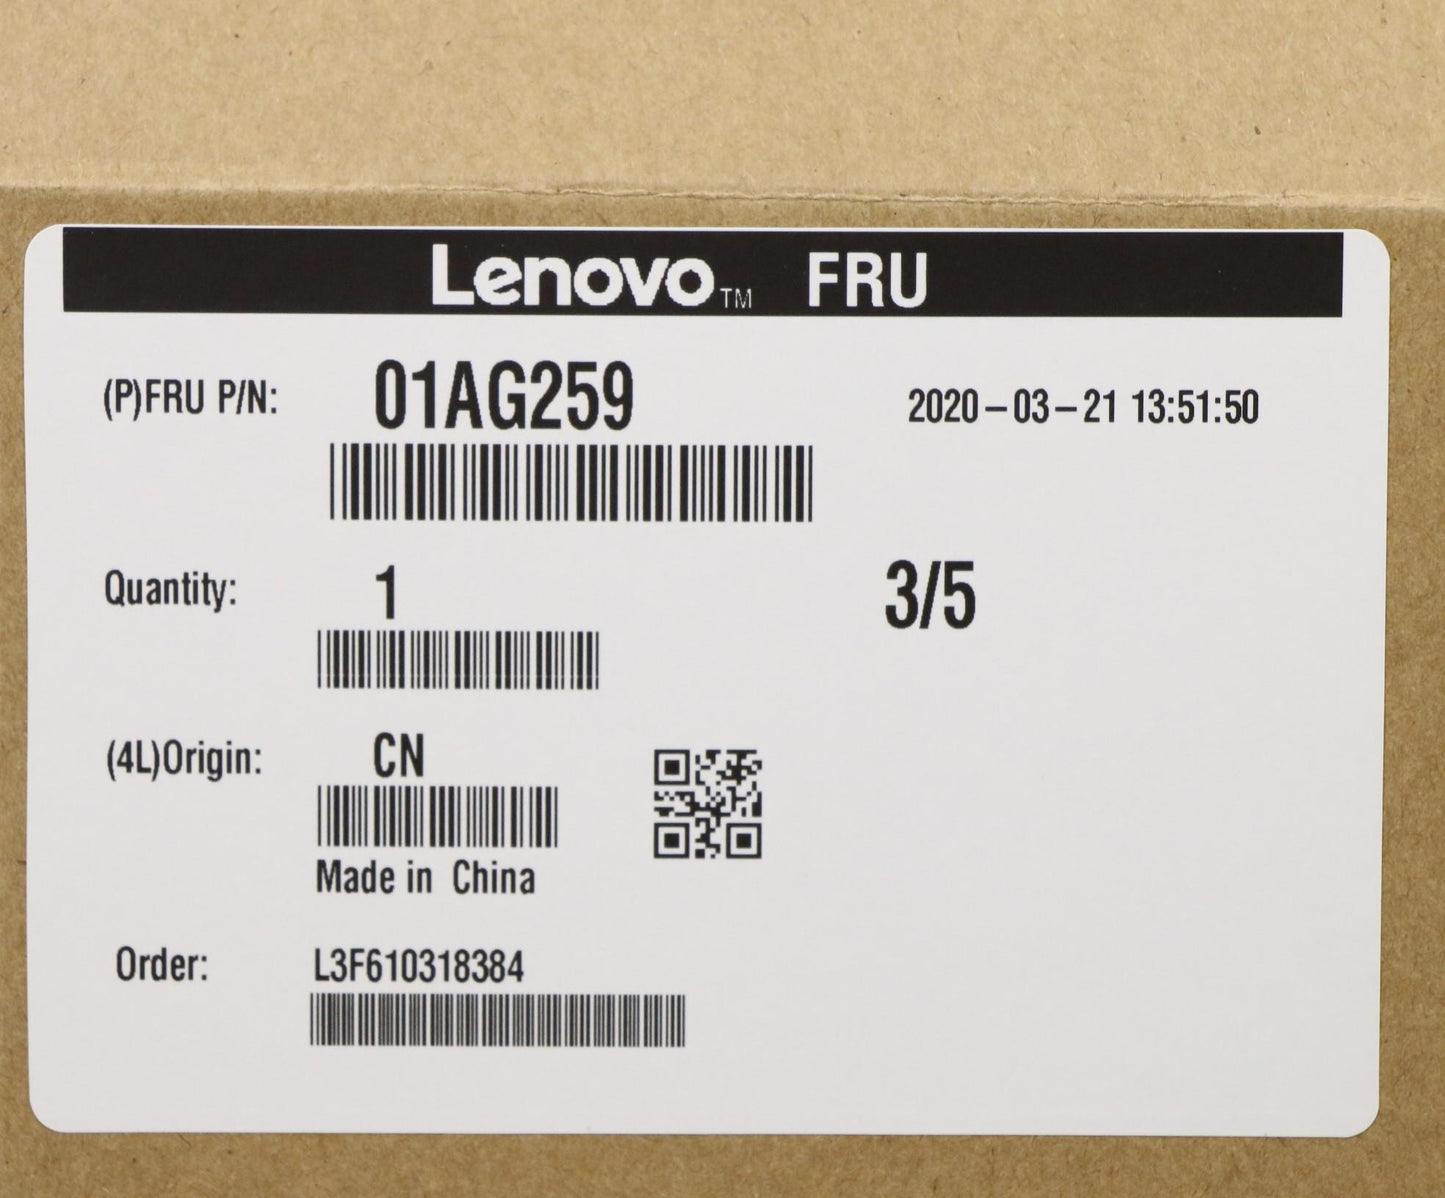 Lenovo™ FRU
(P)FRU P/N: 01AG259 2020-03-21 13:51:50
Quantity: 1 3/5
(4L)Origin: CN
Made in China
Order: L3F610318384